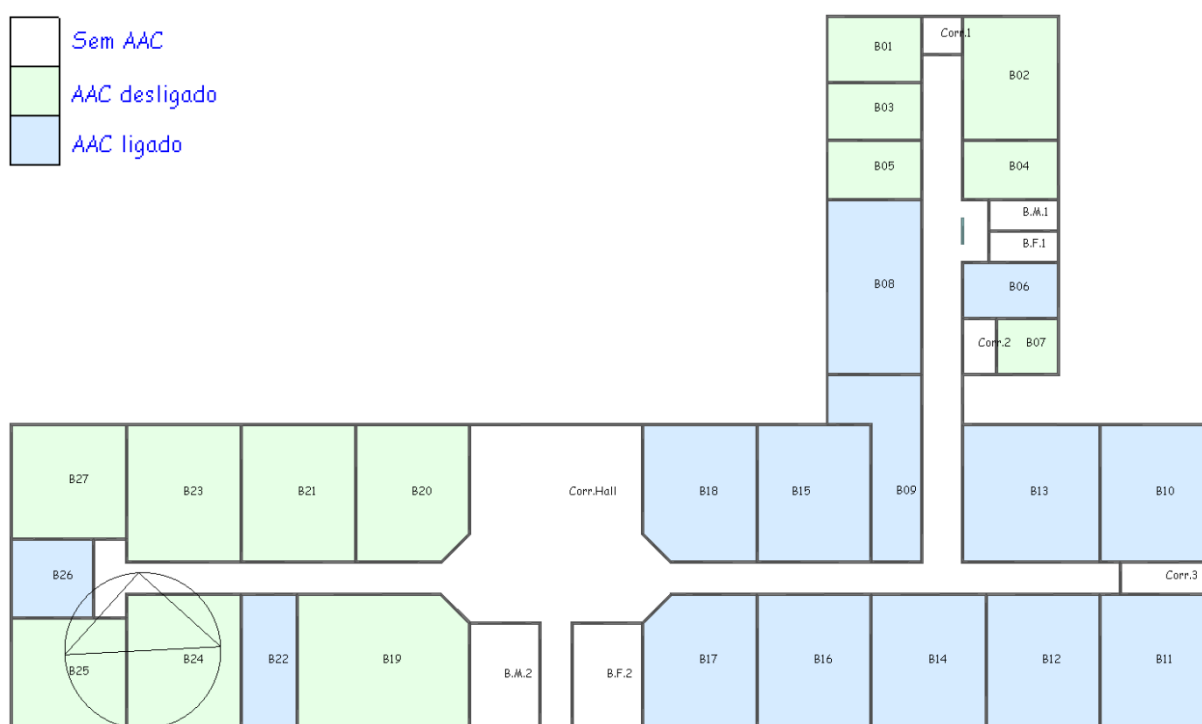 Sem AAC
AAC desligado
AAC ligado
Corr.1
B01
B02
B03
B05
B04
B.M.1
B.F.1
B08
B06
Corr.2
B07
B27
B23
B21
B20
Corr.Hall
B18
B15
B09
B13
B10
B26
Corr.3
B25
B24
B22
B19
B.M.2
B.F.2
B17
B16
B14
B12
B11